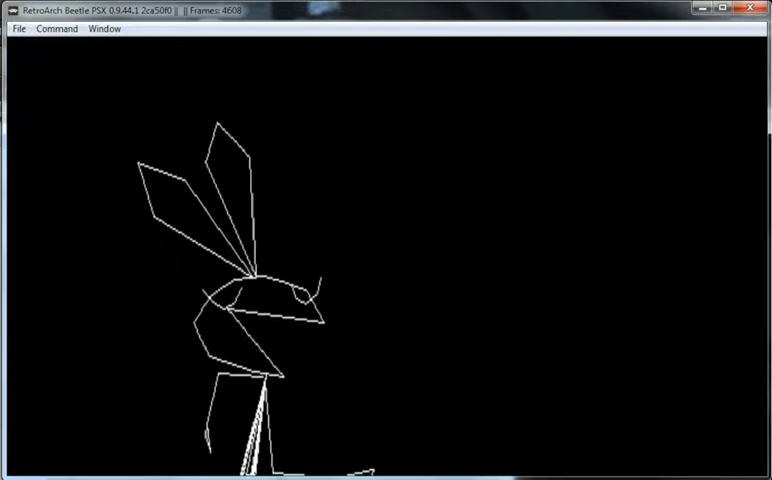 RetroArch Beetle PSX 0.9.44.1 2ca50f0 || || Frames: 4608
File Command Window